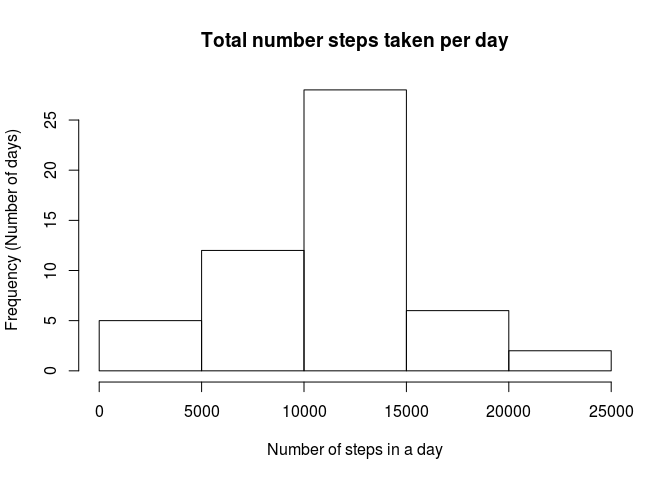 Total number steps taken per day
Frequency (Number of days)
25
20
15
10
5
0
0 5000 10000 15000 20000 25000
Number of steps in a day